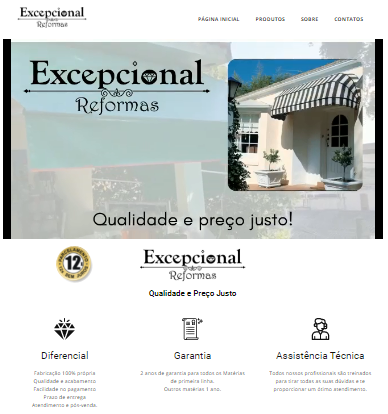 Excepcional
Reformas
PÁGINA INICIAL PRODUTOS SOBRE CONTATOS
Excepcional
Reformas
Qualidade e preço justo!
12
Excepcional
Reformas
Qualidade e Preço Justo
Diferencial
Fabricação 100% própria
Qualidade e acabamento
Facilidade no pagamento
Prazo de entrega
Atendimento e pós-venda.
Garantia
2 anos de garantia para todos os Matérias
de primeira linha.
Outros matérias 1 ano.
Assistência Técnica
Todos nossos profissionais são treinados
para tirar todas as suas dúvidas e te
proporcionar um ótimo atendimento.